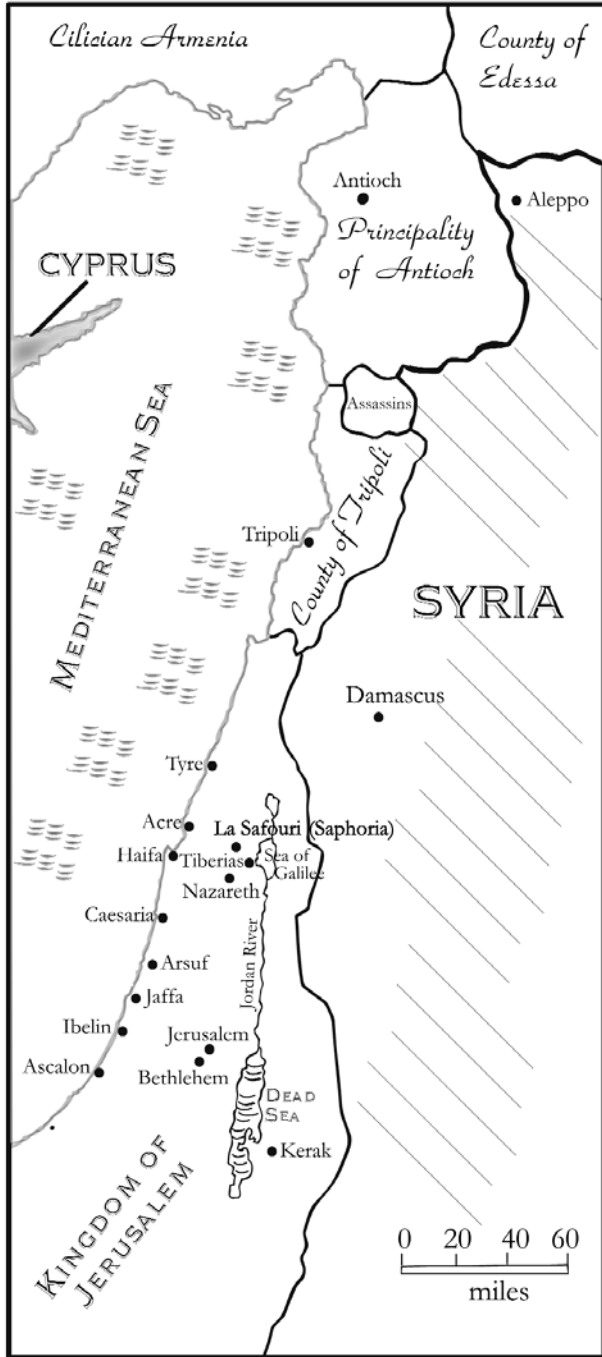 Cilician Armenia
County of
Edessa
Antioch
Aleppo
Principality
of Antioch
CYPRUS
Assassins
MEDITERRANEAN SEA
Tripoli
County of Tripoli
SYRIA
Damascus
Tyre
Acre
La Safouri (Saphoria)
Haifa
Tiberias
Sea of
Galilee
Nazareth
Caesaria
Arsuf
Jordan River
Jaffa
Ibelin
Jerusalem
Ascalon
Bethlehem
DEAD
SEA
Kerak
KINGDOM OF
JERUSALEM
0 20 40 60
miles